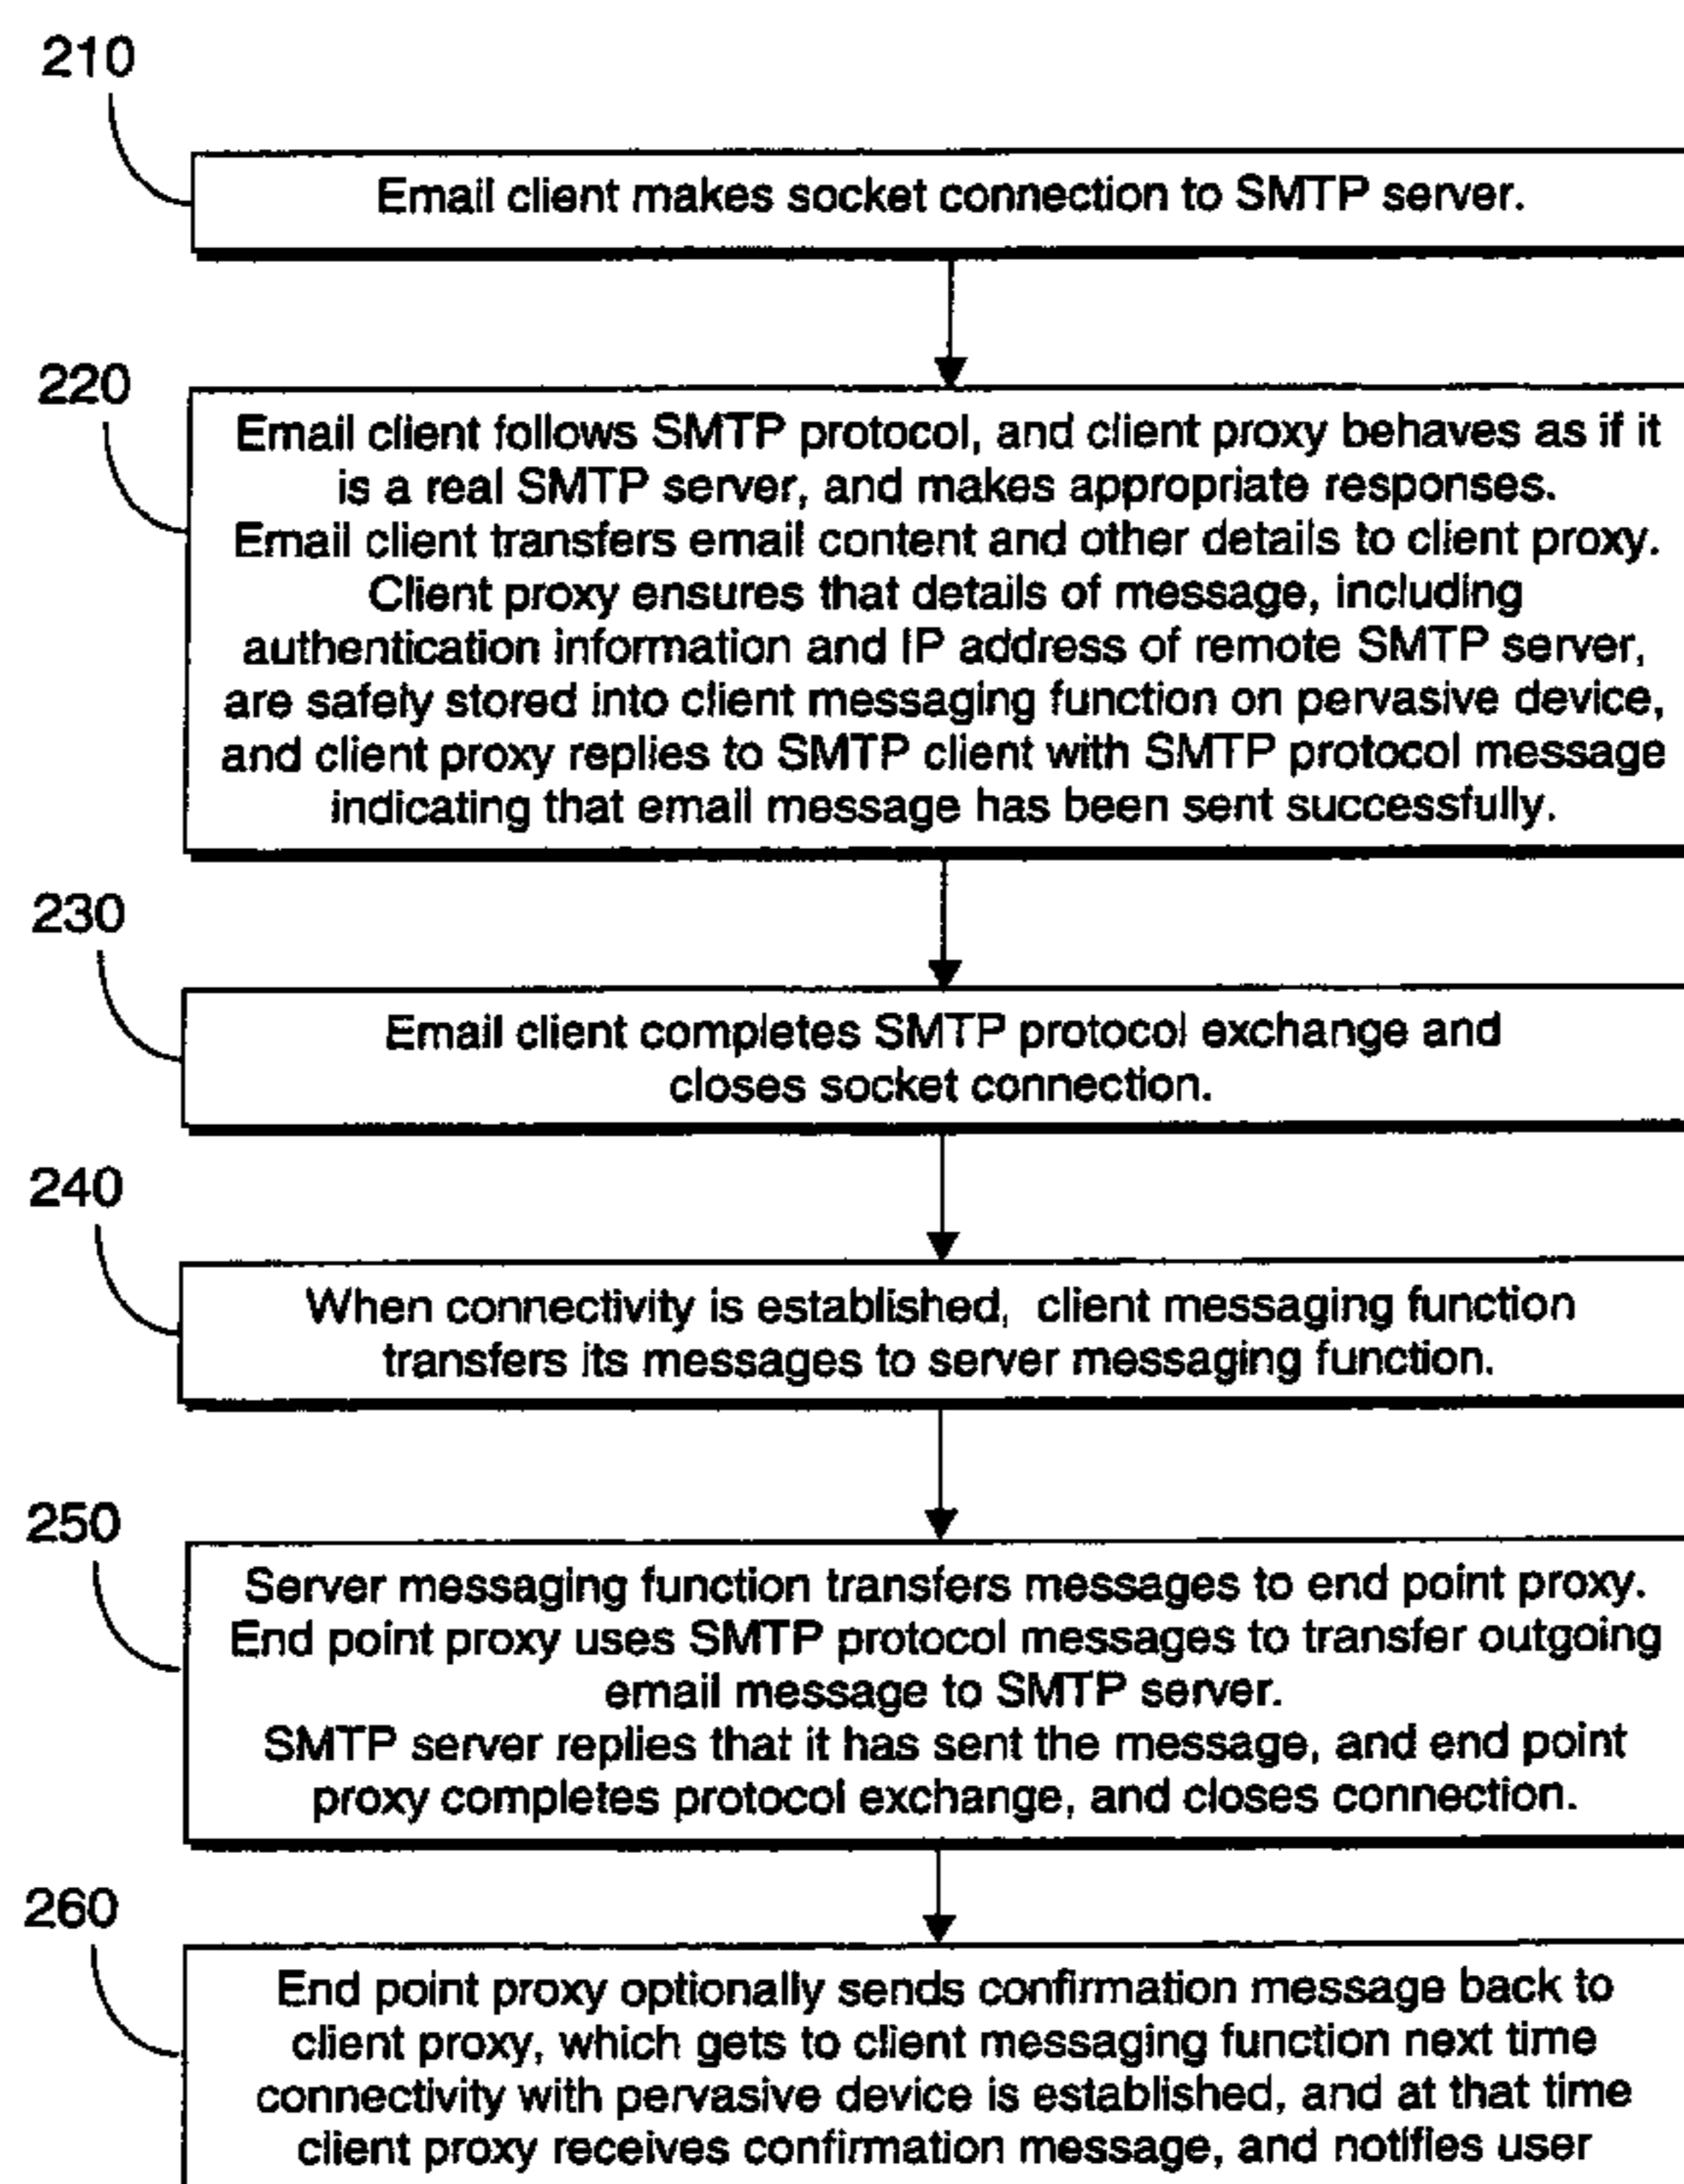 210
Email client makes socket connection to SMTP server.
220
Email client follows SMTP protocol, and client proxy behaves as if it
is a real SMTP server, and makes appropriate responses.
Email client transfers email content and other details to client proxy.
Client proxy ensures that details of message, including
authentication information and IP address of remote SMTP server,
are safely stored into client messaging function on pervasive device,
and client proxy replies to SMTP client with SMTP protocol message
indicating that email message has been sent successfully.
230
Email client completes SMTP protocol exchange and
closes socket connection.
240
When connectivity is established, client messaging function
transfers its messages to server messaging function.
250
Server messaging function transfers messages to end point proxy.
End point proxy uses SMTP protocol messages to transfer outgoing
email message to SMTP server.
SMTP server replies that it has sent the message, and end point
proxy completes protocol exchange, and closes connection.
260
End point proxy optionally sends confirmation message back to
client proxy, which gets to client messaging function next time
connectivity with pervasive device is established, and at that time
client proxy receives confirmation message, and notifies user